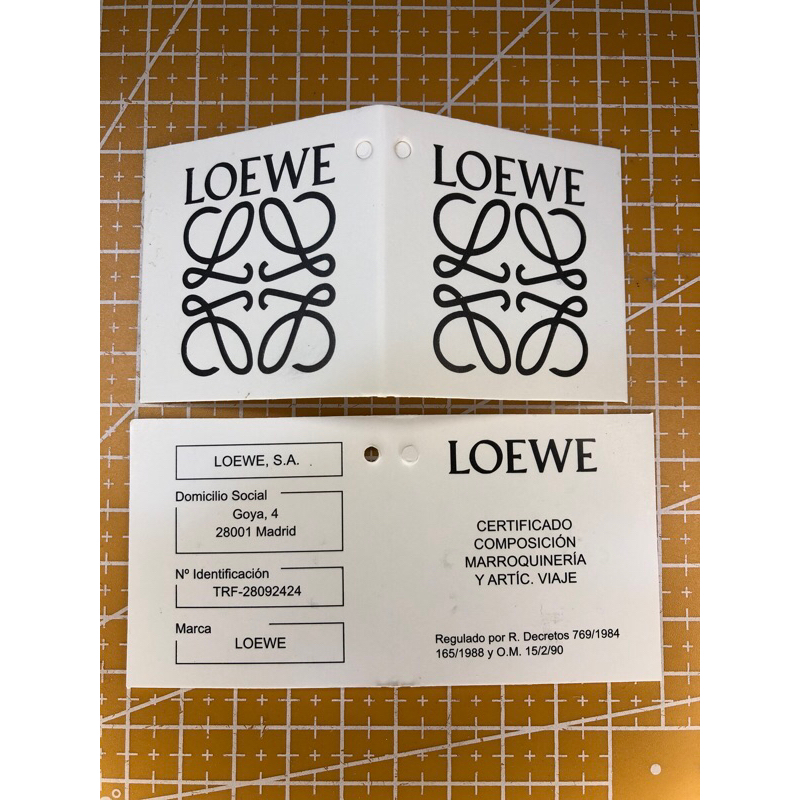 LOEWE
LOEWE
LOEWE, S.A.
Domicilio Social
Goya, 4
28001 Madrid
Nº Identificación
TRF-28092424
Marca
LOEWE
LOEWE
CERTIFICADO
COMPOSICIÓN
MARROQUINERÍA
Y ARTÍC. VIAJE
Regulado por R. Decretos 769/1984
165/1988 y O.M. 15/2/90